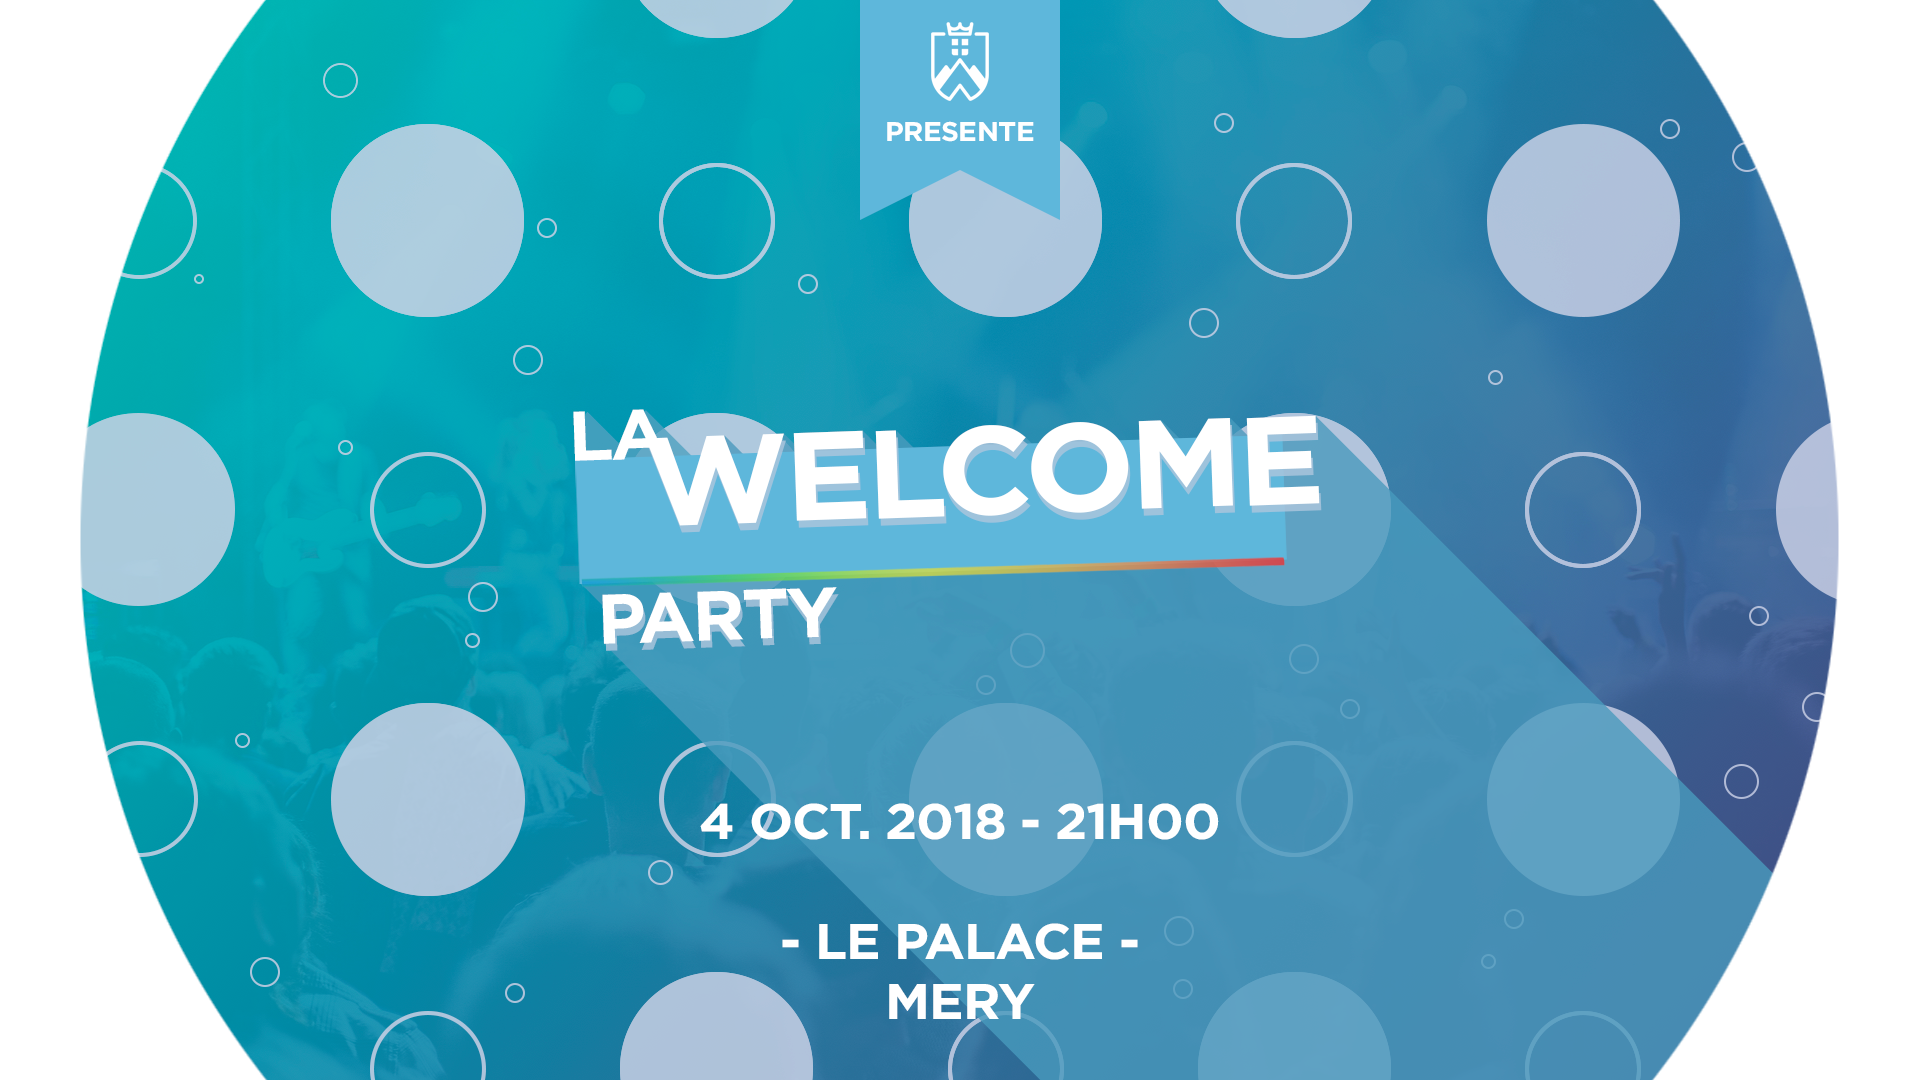 PRESENTE
LA WELCOME
PARTY
4 OCT. 2018 - 21H00
- LE PALACE -
MERY